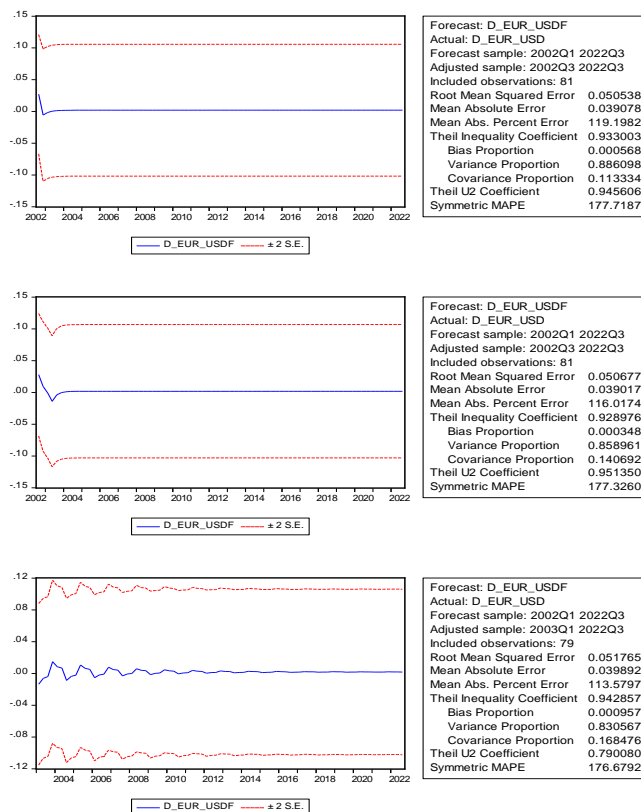 .15
.10
.05
.00
-.05
-.10
-.15
2002 2004 2006 2008 2010 2012 2014 2016 2018 2020 2022
D_EUR_USDF ± 2 S.E.
Forecast: D_EUR_USDF
Actual: D_EUR_USD
Forecast sample: 2002Q1 2022Q3
Adjusted sample: 2002Q3 2022Q3
Included observations: 81
Root Mean Squared Error 0.050538
Mean Absolute Error 0.039078
Mean Abs. Percent Error 119.1982
Theil Inequality Coefficient 0.933003
Bias Proportion 0.000568
Variance Proportion 0.886098
Covariance Proportion 0.113334
Theil U2 Coefficient 0.945606
Symmetric MAPE 177.7187
.15
.10
.05
.00
-.05
-.10
-.15
2002 2004 2006 2008 2010 2012 2014 2016 2018 2020 2022
D_EUR_USDF ± 2 S.E.
Forecast: D_EUR_USDF
Actual: D_EUR_USD
Forecast sample: 2002Q1 2022Q3
Adjusted sample: 2002Q3 2022Q3
Included observations: 81
Root Mean Squared Error 0.050677
Mean Absolute Error 0.039017
Mean Abs. Percent Error 116.0174
Theil Inequality Coefficient 0.928976
Bias Proportion 0.000348
Variance Proportion 0.858961
Covariance Proportion 0.140692
Theil U2 Coefficient 0.951350
Symmetric MAPE 177.3260
.12
.08
.04
.00
-.04
-.08
-.12
2004 2006 2008 2010 2012 2014 2016 2018 2020 2022
D_EUR_USDF ± 2 S.E.
Forecast: D_EUR_USDF
Actual: D_EUR_USD
Forecast sample: 2002Q1 2022Q3
Adjusted sample: 2003Q1 2022Q3
Included observations: 79
Root Mean Squared Error 0.051765
Mean Absolute Error 0.039892
Mean Abs. Percent Error 113.5797
Theil Inequality Coefficient 0.942857
Bias Proportion 0.000957
Variance Proportion 0.830567
Covariance Proportion 0.168476
Theil U2 Coefficient 0.790080
Symmetric MAPE 176.6792